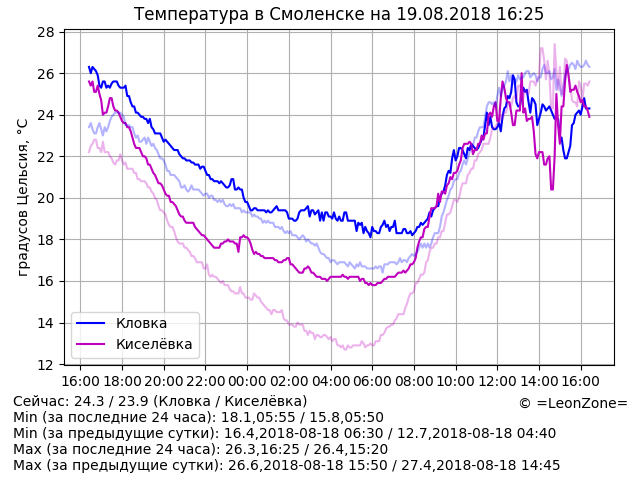 Температура в Смоленске на 19.08.2018 16:25
градусов Цельсия, °C
28
26
24
22
20
18
16
14
12
Кловка
Киселёвка
16:00 18:00 20:00 22:00 00:00 02:00 04:00 06:00 08:00 10:00 12:00 14:00 16:00
Сейчас: 24.3 / 23.9 (Кловка / Киселёвка)
© =LeonZone=
Min (за последние 24 часа): 18.1,05:55 / 15.8,05:50
Min (за предыдущие сутки): 16.4,2018-08-18 06:30 / 12.7,2018-08-18 04:40
Max (за последние 24 часа): 26.3,16:25 / 26.4,15:20
Max (за предыдущие сутки): 26.6,2018-08-18 15:50 / 27.4,2018-08-18 14:45